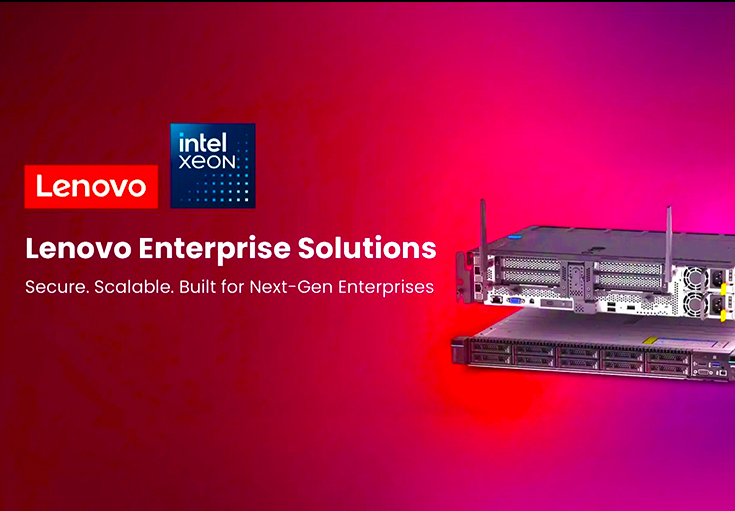 intel
xeon
Lenovo
Lenovo Enterprise Solutions
Secure. Scalable. Built for Next-Gen Enterprises